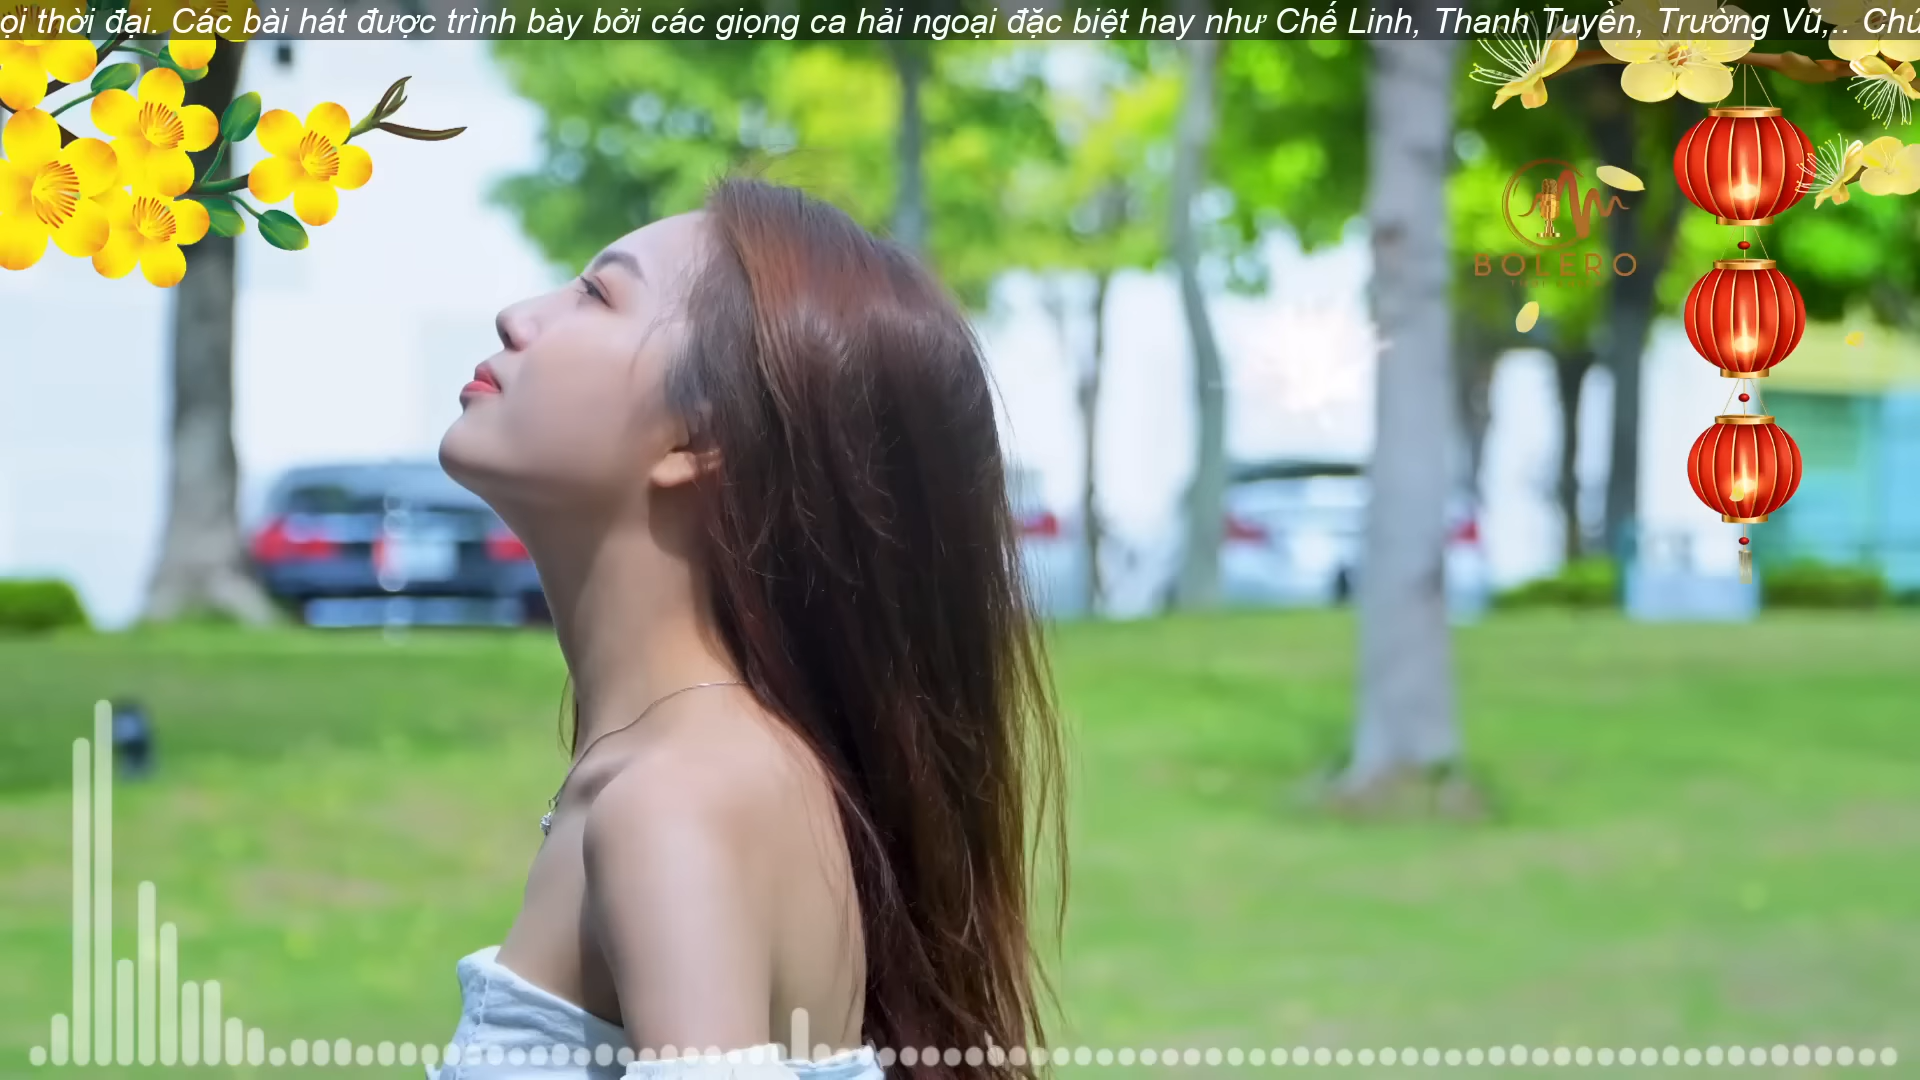 ọi thời đại. Các bài hát được trình bày bởi các giọng ca hải ngoại đặc biệt hay như Chế Linh, Thanh Tuyền, Trường Vũ,.. Chú
BOLERO